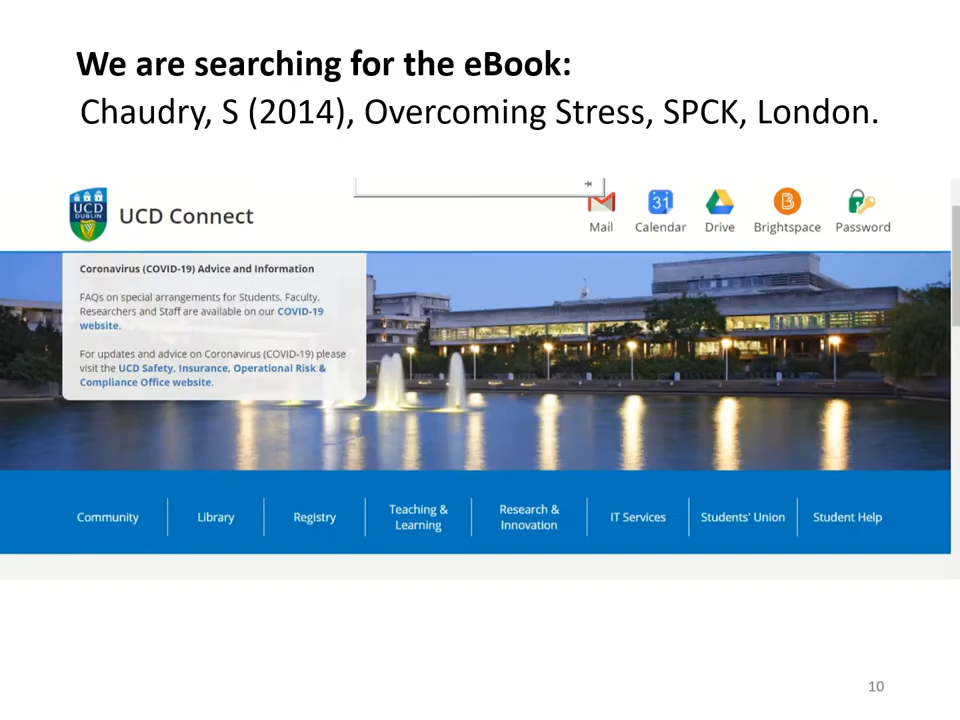 We are searching for the eBook:
Chaudry, S (2014), Overcoming Stress, SPCK, London.
UCD
DUBLIN
UCD Connect
31
Mail
Calendar
Drive
Brightspace
Password
Coronavirus (COVID-19) Advice and Information
FAQs on special arrangements for Students, Faculty,
Researchers and Staff are available on our COVID-19
website.
For updates and advice on Coronavirus (COVID-19) please
visit the UCD Safety, Insurance, Operational Risk &
Compliance Office website.
Community
Library
Registry
Teaching &
Learning
Research &
Innovation
IT Services
Students' Union
Student Help
10